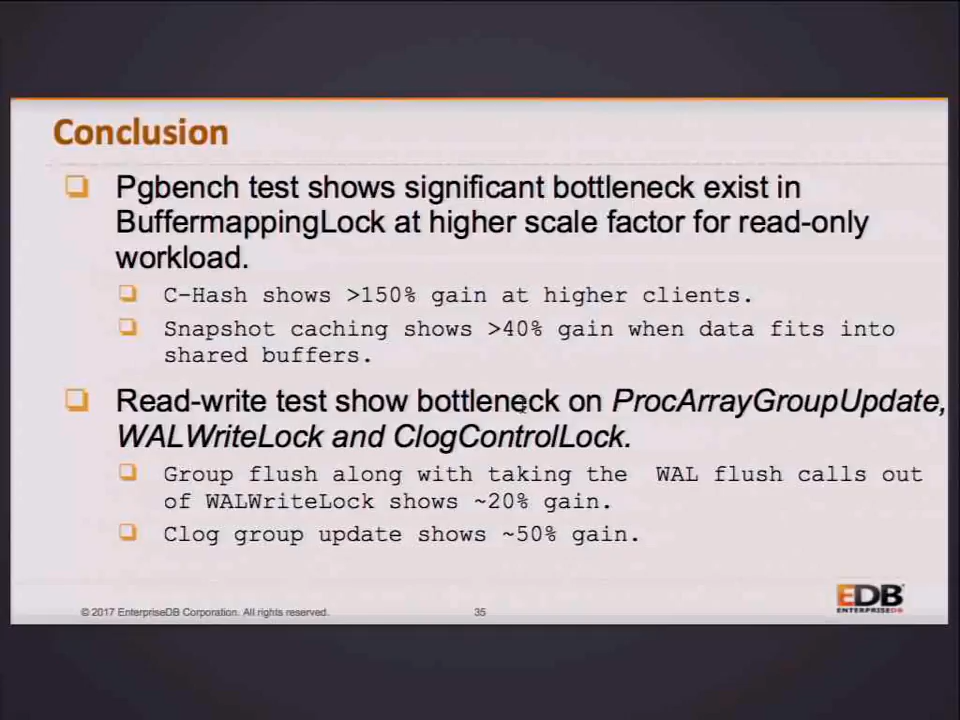 Conclusion
Pgbench test shows significant bottleneck exist in
BuffermappingLock at higher scale factor for read-only
workload.
C-Hash shows >150% gain at higher clients.
Snapshot caching shows >40% gain when data fits into
shared buffers.
Read-write test show bottleneck on ProcArrayGroupUpdate,
WALWriteLock and ClogControlLock.
Group flush along with taking the WAL flush calls out
of WALWriteLock shows ~20% gain.
Clog group update shows ~50% gain.
© 2017 EnterpriseDB Corporation. All rights reserved.
35
EDB
ENTERPRISEDB